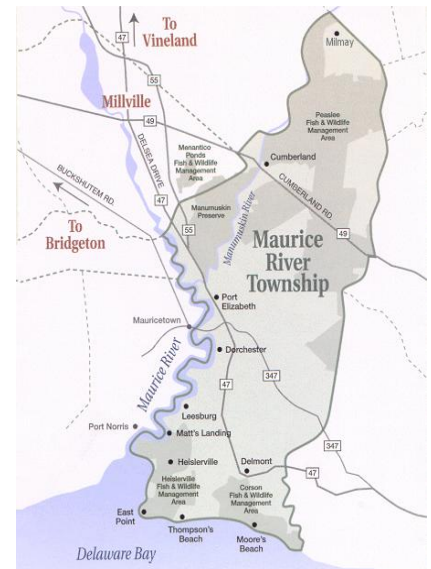 To
Vineland
47
Milmay
55
Millville
49
Peaslee
Fish & Wildlife
Management
Area
DELSEA DRIVE
Menantico
Ponds
Fish & Wildlife
Management
Area
Cumberland
BUCKSHUTEM RD.
CUMBERLAND RD.
47
Manumuskin
Preserve
Manumuskin River
To
Bridgeton
55
49
Maurice
River
Township
Port
Elizabeth
Mauricetown
Maurice River
Dorchester
347
47
Leesburg
Port Norris
Matt's Landing
347
Heislerville
Delmont
47
Heislerville
Fish & Wildlife
Management
Area
Corson
Fish & Wildlife
Management
Area
East
Point
Thompson's
Beach
Moore's
Beach
Delaware Bay